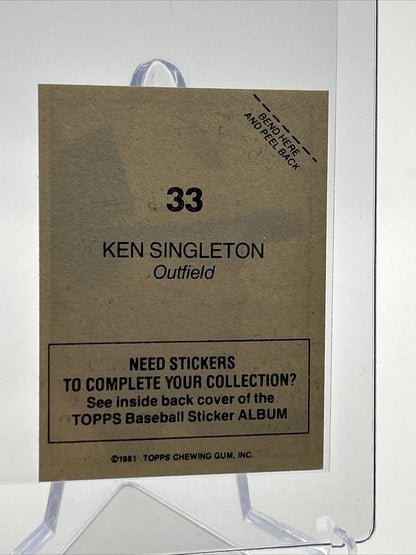 BEND HERE
AND PEEL BACK
33
KEN SINGLETON
Outfield
NEED STICKERS
TO COMPLETE YOUR COLLECTION?
See inside back cover of the
TOPPS Baseball Sticker ALBUM
©1981 TOPPS CHEWING GUM, INC.